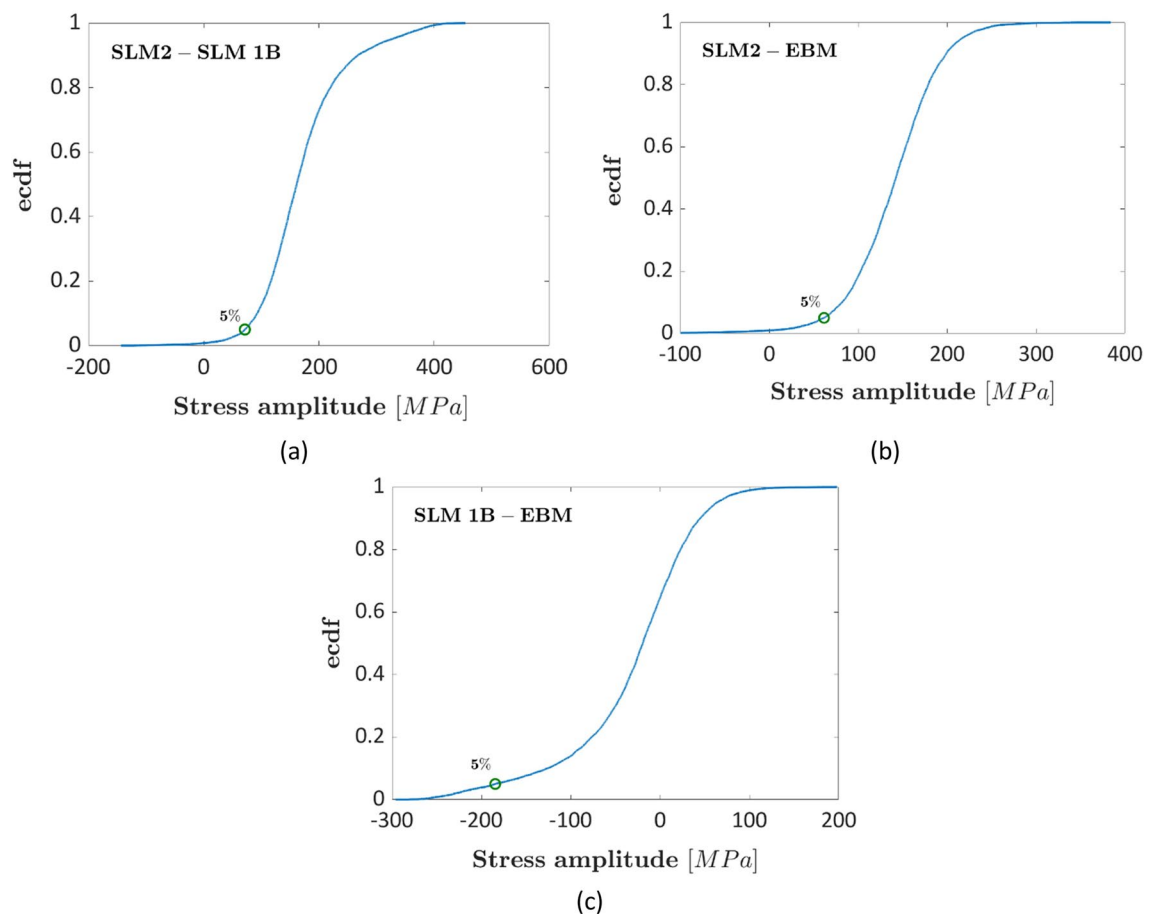 1
0.8
0.6
0.4
0.2
0
ecdf
SLM2 – SLM 1B
5%
-200 0 200 400 600
Stress amplitude [MPa]
(a)
1
0.8
0.6
0.4
0.2
0
ecdf
SLM2 – EBM
5%
-100 0 100 200 300 400
Stress amplitude [MPa]
(b)
1
0.8
0.6
0.4
0.2
0
ecdf
SLM 1B – EBM
5%
-300 -200 -100 0 100 200
Stress amplitude [MPa]
(c)